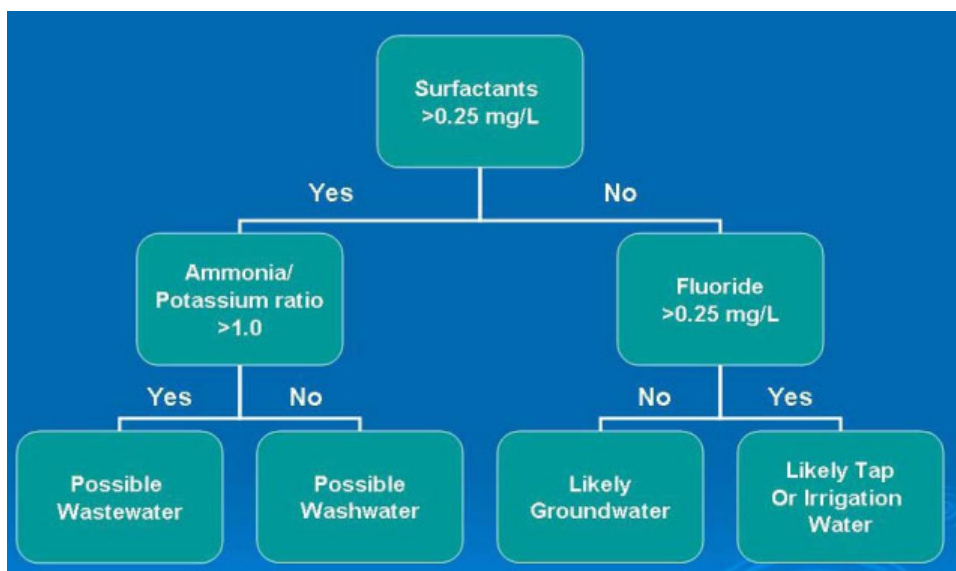 Surfactants
>0.25 mg/L
Yes
No
Ammonia/
Potassium ratio
>1.0
Fluoride
>0.25 mg/L
Yes
No
No
Yes
Possible
Wastewater
Possible
Washwater
Likely
Groundwater
Likely Tap
Or Irrigation
Water